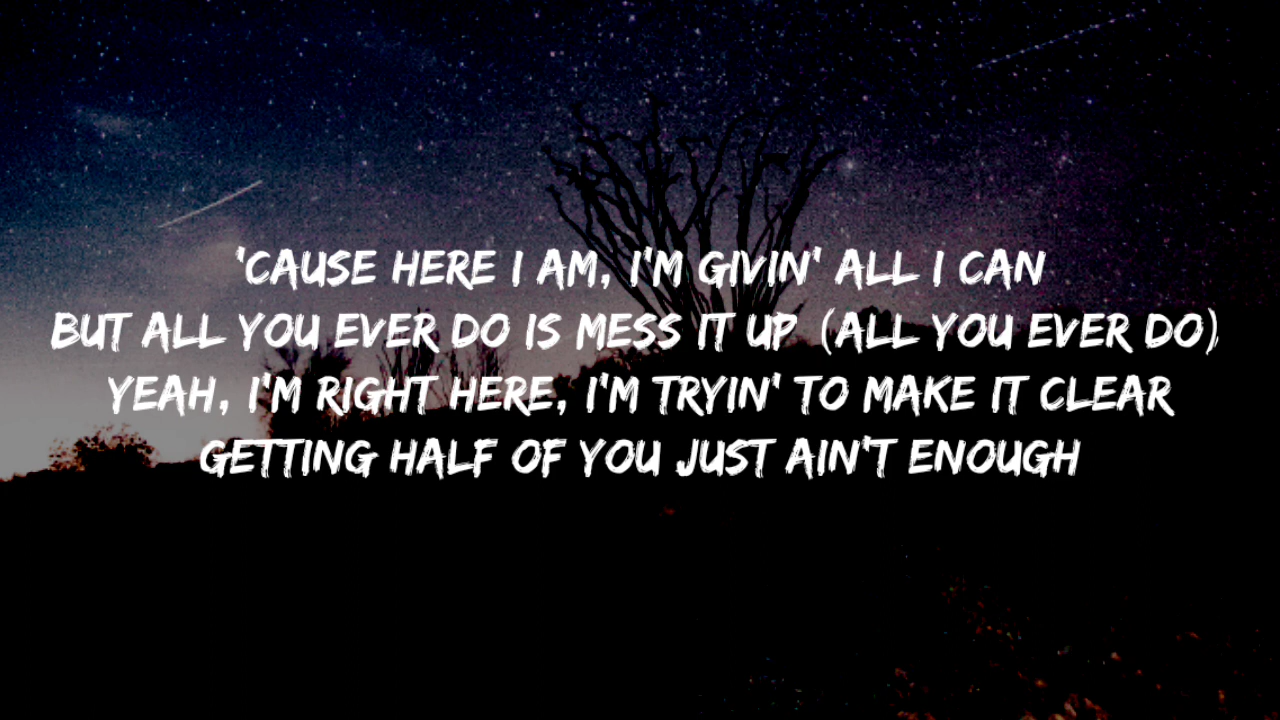 'CAUSE HERE I AM, I'M GIVIN' ALL I CAN
BUT ALL YOU EVER DO IS MESS IT UP (ALL YOU EVER DO)
YEAH, I'M RIGHT HERE, I'M TRYIN' TO MAKE IT CLEAR
GETTING HALF OF YOU JUST AIN'T ENOUGH